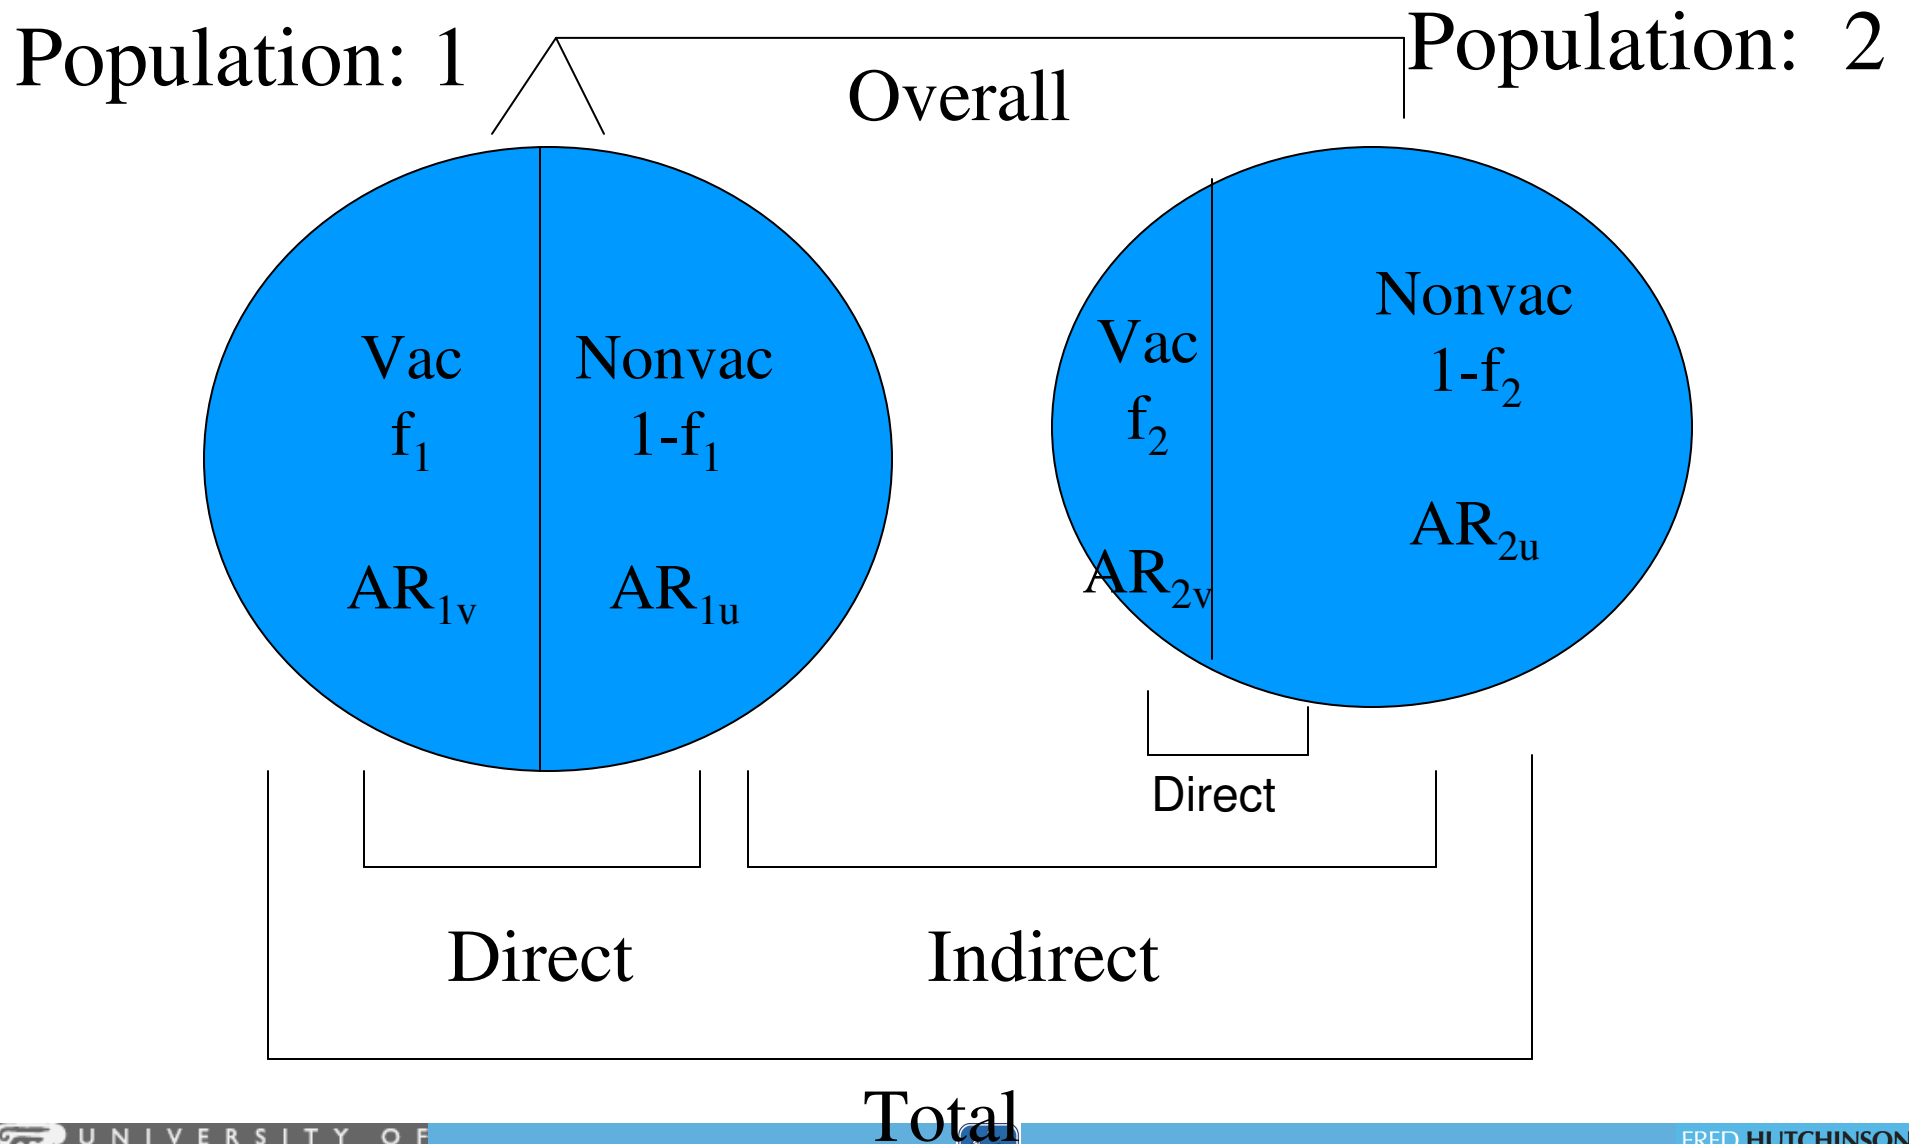 Population: 1
Population: 2
Overall
Vac
f₁
AR₁ᵥ
Nonvac
1-f₁
AR₁ᵤ
Vac
f₂
AR₂ᵥ
Nonvac
1-f₂
AR₂ᵤ
Direct
Direct
Indirect
Total
UNIVERSITY OF
FRED HUTCHINSON